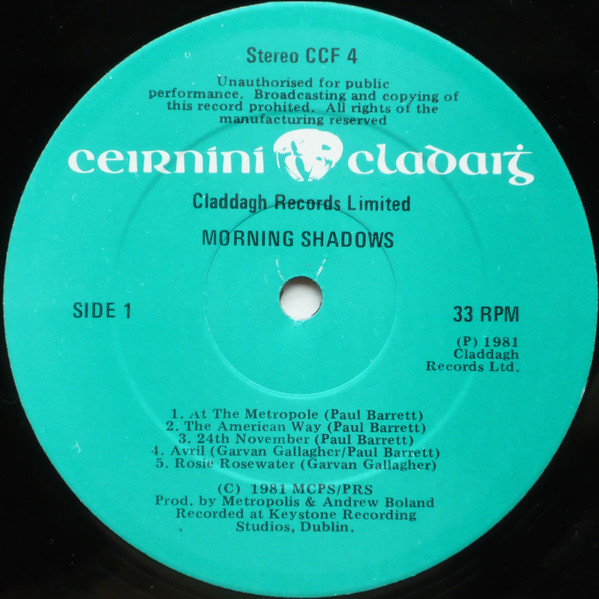 Stereo CCF 4
Unauthorised for public
performance. Broadcasting and copying of
this record prohibited. All rights of the
manufacturing reserved
ceirníní cladaiġ
Claddagh Records Limited
MORNING SHADOWS
SIDE 1
33 RPM
(P) 1981
Claddagh
Records Ltd.
1. At The Metropole (Paul Barrett)
2. The American Way (Paul Barrett)
3. 24th November (Paul Barrett)
4. Avril (Garvan Gallagher/Paul Barrett)
5. Rosie Rosewater (Garvan Gallagher)
(C) 1981 MCPS/PRS
Prod. by Metropolis & Andrew Boland
Recorded at Keystone Recording
Studios, Dublin.